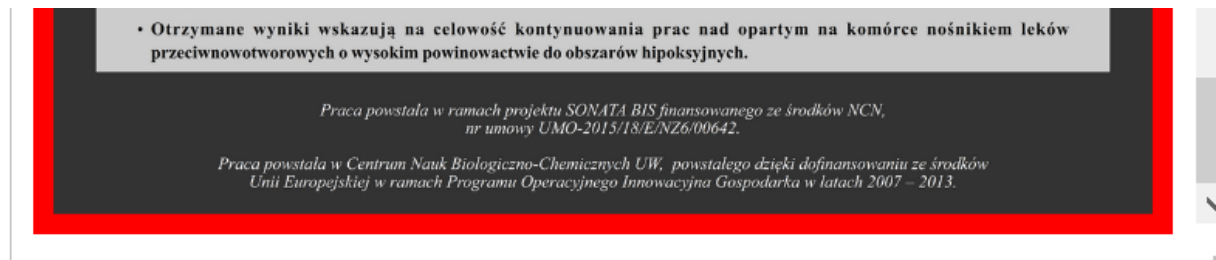 • Otrzymane wyniki wskazują na celowość kontynuowania prac nad opartym na komórce nośnikiem leków
przeciwnowotworowych o wysokim powinowactwie do obszarów hipoksyjnych.
Praca powstała w ramach projektu SONATA BIS finansowanego ze środków NCN,
nr umowy UMO-2015/18/E/NZ6/00642.
Praca powstała w Centrum Nauk Biologiczno-Chemicznych UW, powstałego dzięki dofinansowaniu ze środków
Unii Europejskiej w ramach Programu Operacyjnego Innowacyjna Gospodarka w latach 2007 – 2013.